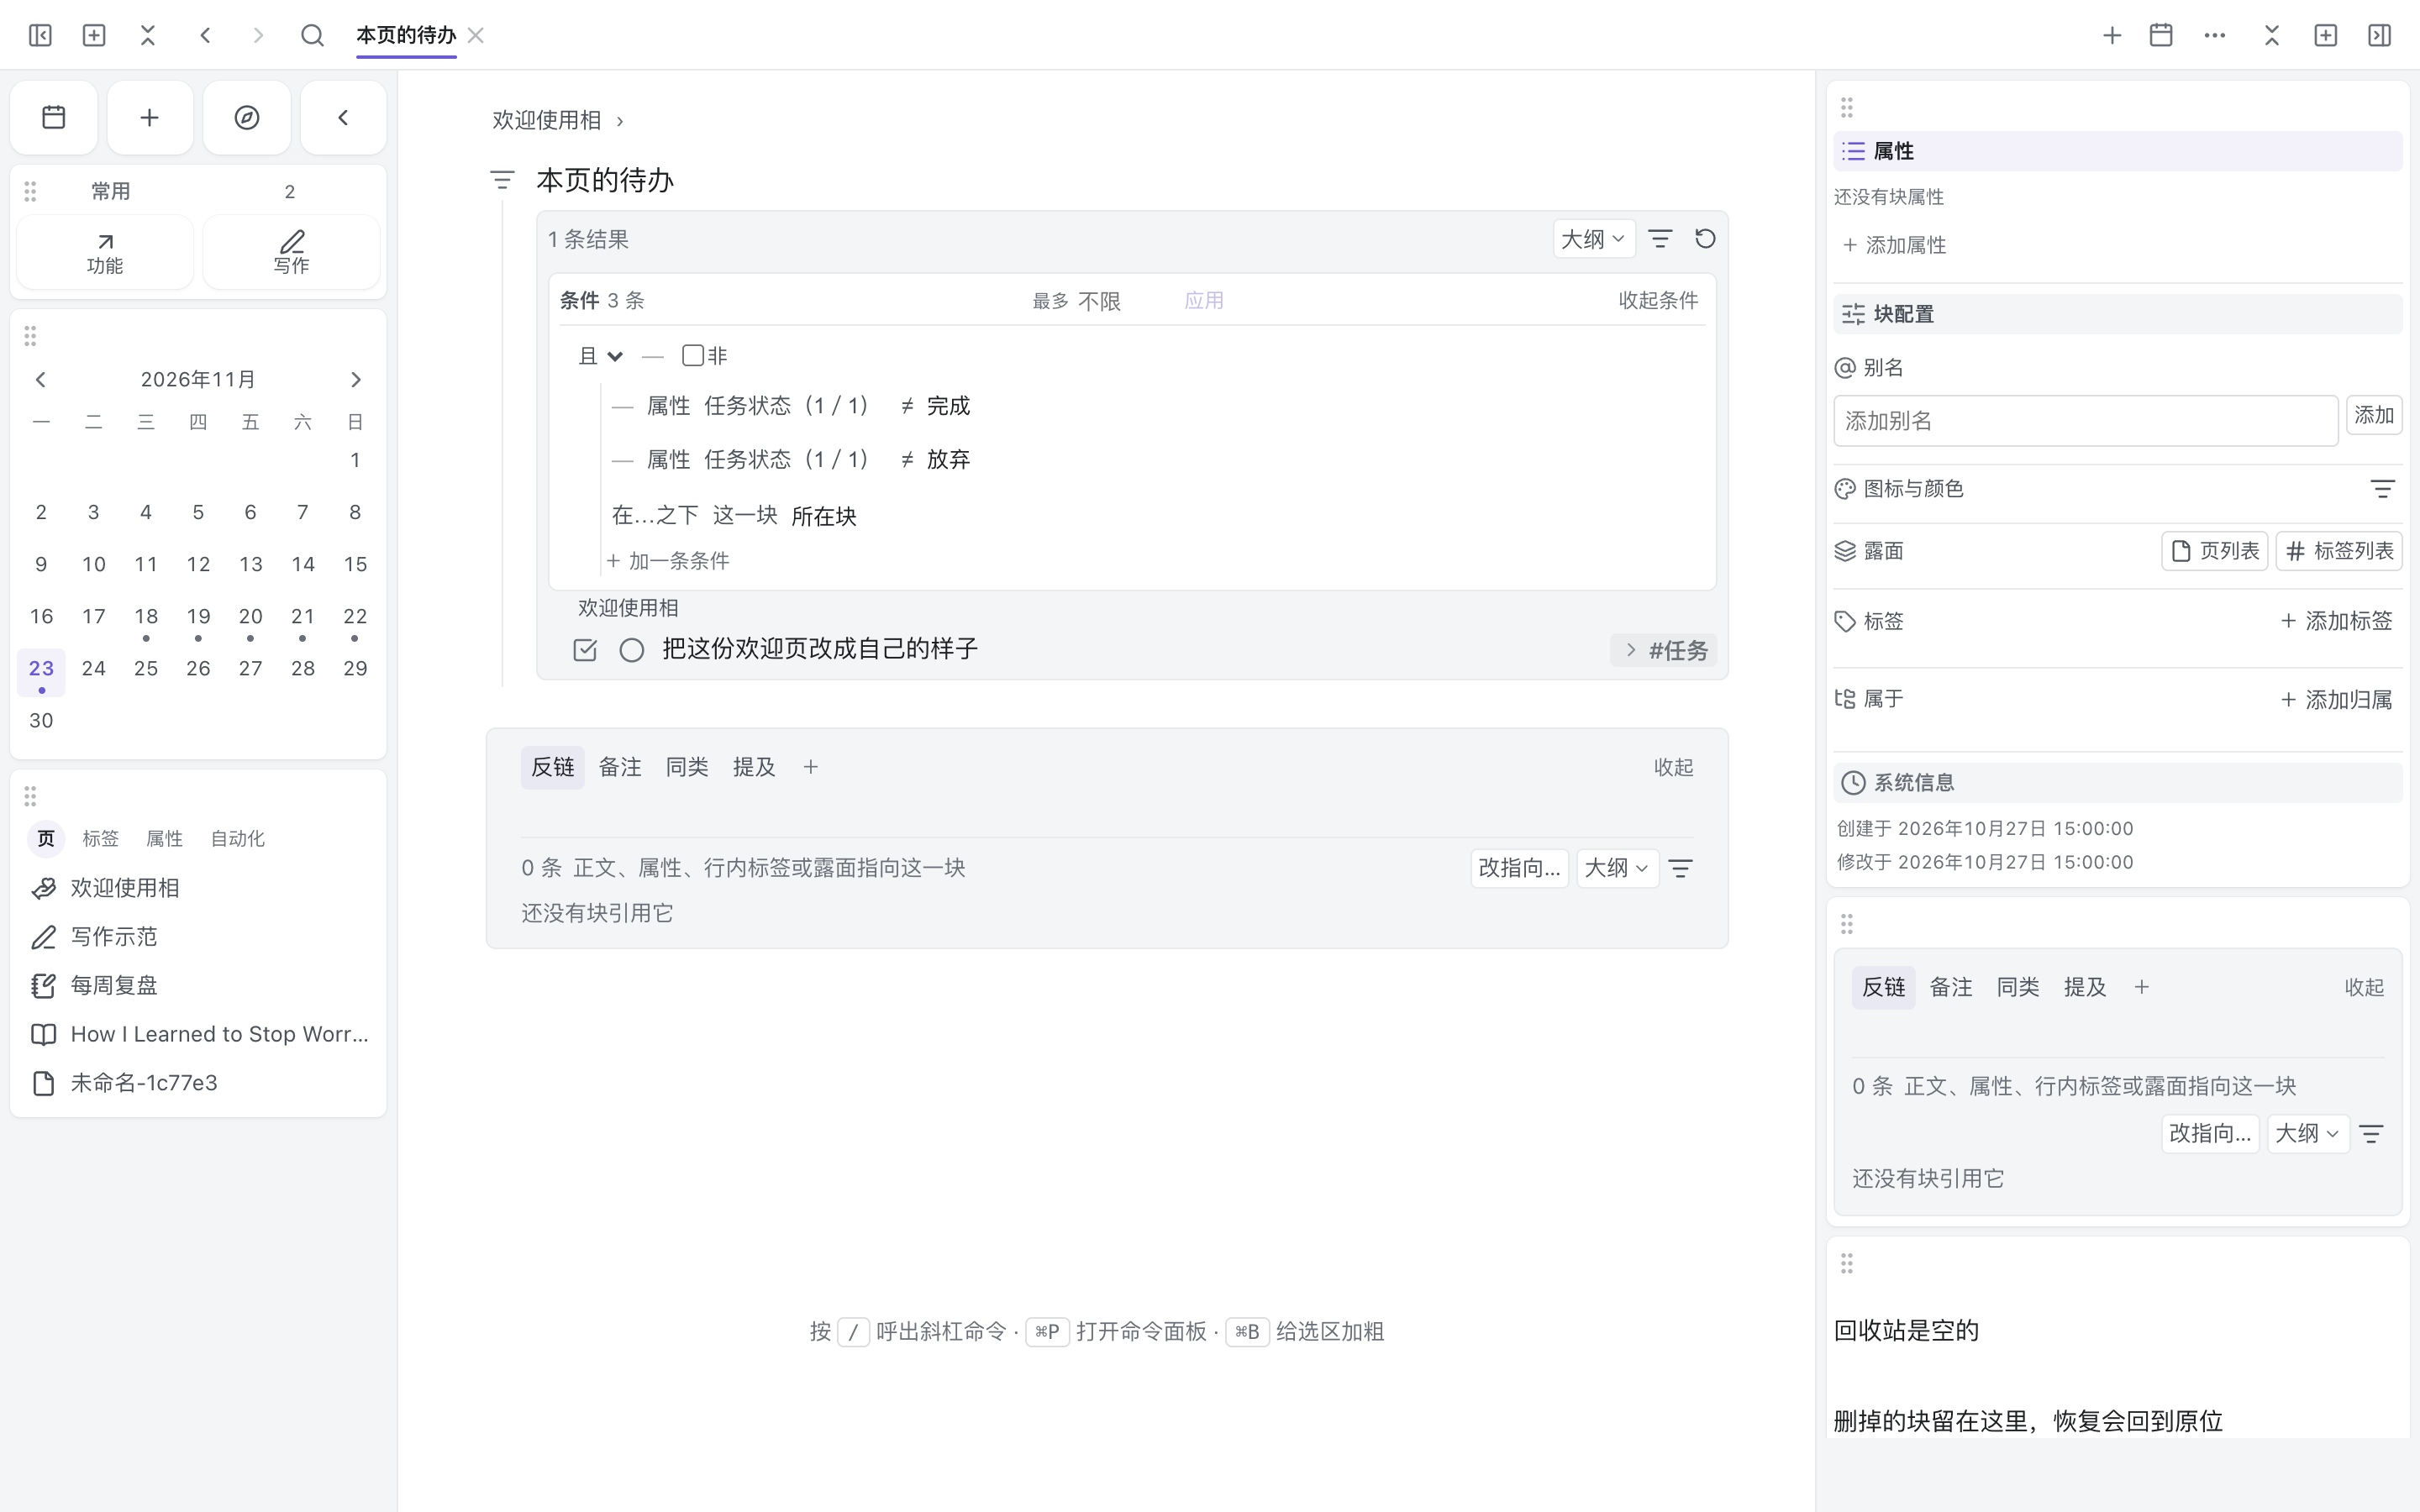 本页的待办
常用 2
功能 写作
2026年11月
一 二 三 四 五 六 日
1
2 3 4 5 6 7 8
9 10 11 12 13 14 15
16 17 18 19 20 21 22
23 24 25 26 27 28 29
30
页 标签 属性 自动化
欢迎使用相
写作示范
每周复盘
How I Learned to Stop Worr...
未命名-1c77e3
欢迎使用相 ›
本页的待办
1 条结果 大纲
条件 3 条 最多 不限 应用 收起条件
且 — 非
— 属性 任务状态（1 / 1） ≠ 完成
— 属性 任务状态（1 / 1） ≠ 放弃
在…之下 这一块 所在块
+ 加一条条件
欢迎使用相
把这份欢迎页改成自己的样子 #任务
反链 备注 同类 提及 + 收起
0 条 正文、属性、行内标签或露面指向这一块 改指向... 大纲
还没有块引用它
按 / 呼出斜杠命令 · ⌘P 打开命令面板 · ⌘B 给选区加粗
属性
还没有块属性
+ 添加属性
块配置
别名
添加别名 添加
图标与颜色
露面 页列表 # 标签列表
标签 + 添加标签
属于 + 添加归属
系统信息
创建于 2026年10月27日 15:00:00
修改于 2026年10月27日 15:00:00
反链 备注 同类 提及 + 收起
0 条 正文、属性、行内标签或露面指向这一块
改指向... 大纲
还没有块引用它
回收站是空的
删掉的块留在这里，恢复会回到原位